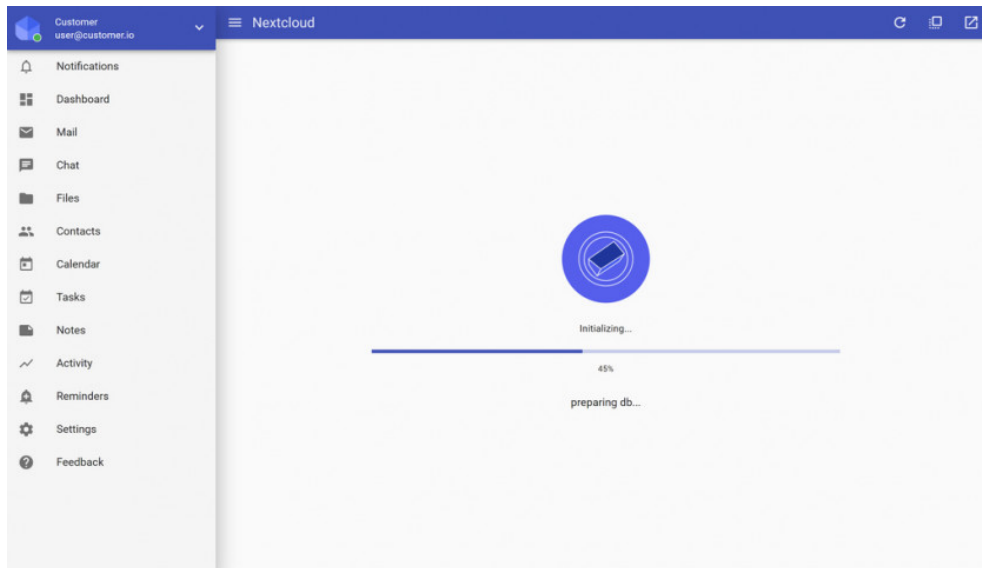 Customer
user@customer.io
Nextcloud
Notifications
Dashboard
Mail
Chat
Files
Contacts
Calendar
Tasks
Notes
Activity
Reminders
Settings
Feedback
Initializing...
45%
preparing db...